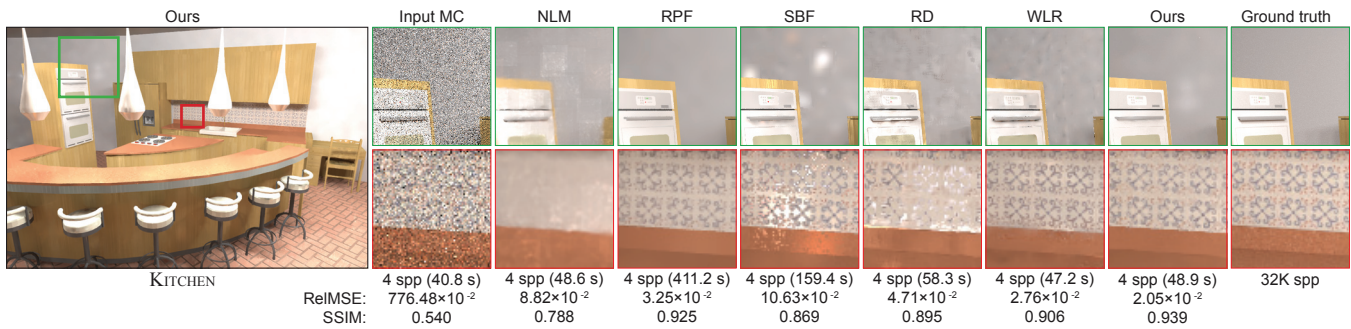 Ours Input MC NLM RPF SBF RD WLR Ours Ground truth
KITCHEN 4 spp (40.8 s) 4 spp (48.6 s) 4 spp (411.2 s) 4 spp (159.4 s) 4 spp (58.3 s) 4 spp (47.2 s) 4 spp (48.9 s) 32K spp
RelMSE: 776.48×10⁻² 8.82×10⁻² 3.25×10⁻² 10.63×10⁻² 4.71×10⁻² 2.76×10⁻² 2.05×10⁻²
SSIM: 0.540 0.788 0.925 0.869 0.895 0.906 0.939